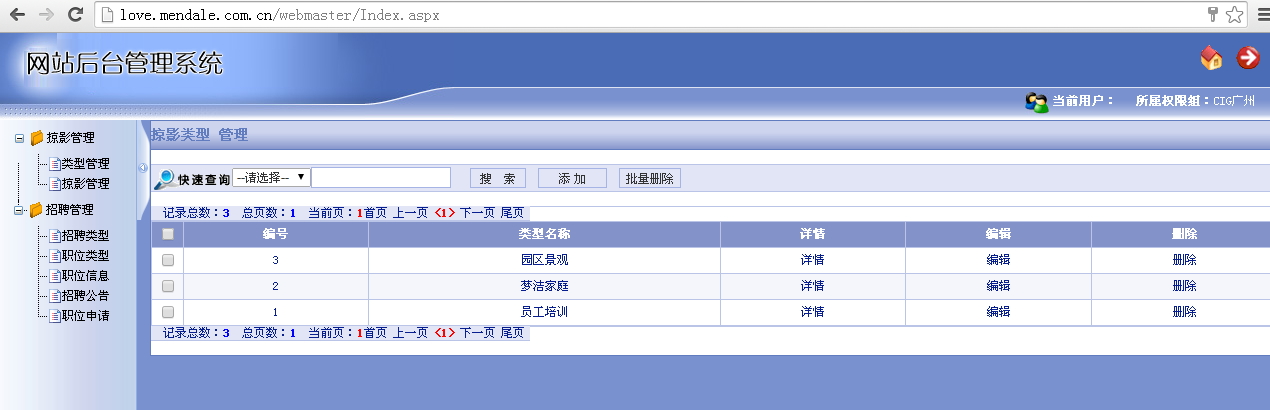 love.mendale.com.cn/webmaster/Index.aspx
网站后台管理系统
当前用户： 所属权限组：CIG广州
掠影管理
类型管理
掠影管理
招聘管理
招聘类型
职位类型
职位信息
招聘公告
职位申请
掠影类型 管理
快速查询 --请选择-- 搜 索 添 加 批量删除
记录总数：3 总页数：1 当前页：1首页 上一页 <1> 下一页 尾页
编号 类型名称 详情 编辑 删除
3 园区景观 详情 编辑 删除
2 梦洁家庭 详情 编辑 删除
1 员工培训 详情 编辑 删除
记录总数：3 总页数：1 当前页：1首页 上一页 <1> 下一页 尾页